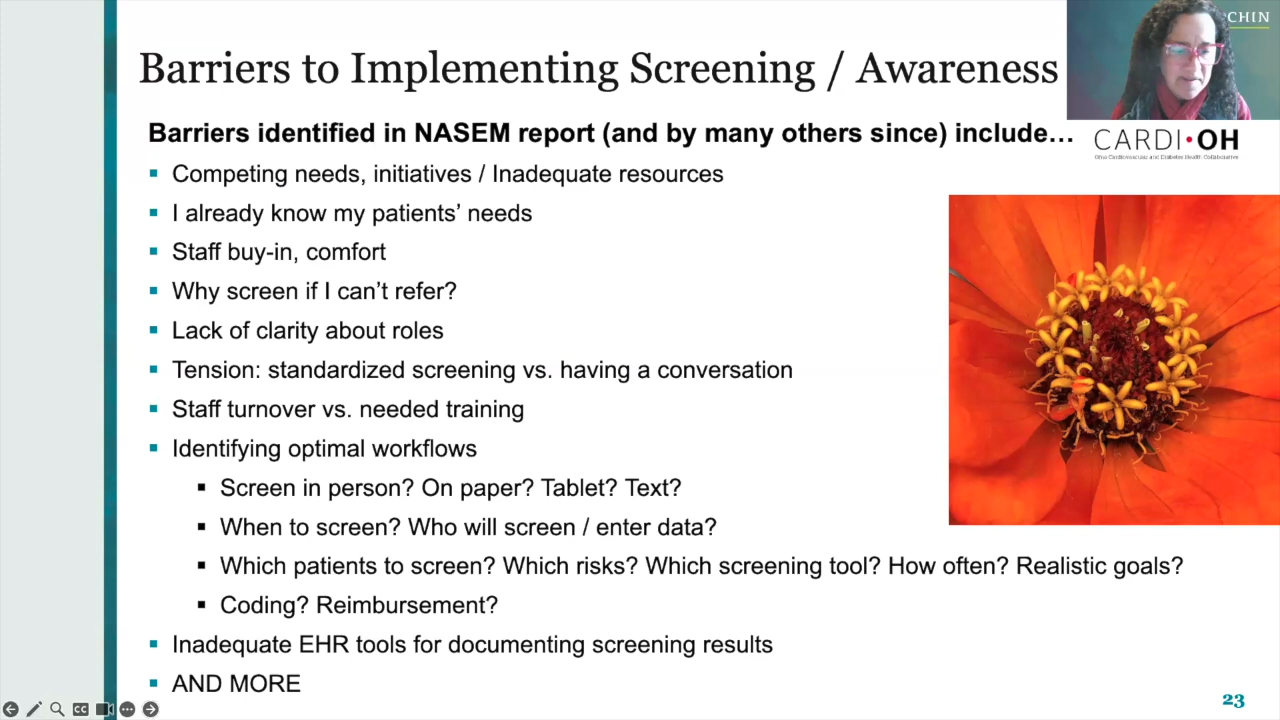 CHIN
Barriers to Implementing Screening / Awareness
Barriers identified in NASEM report (and by many others since) include…
CARDI•OH
Ohio Cardiovascular and Diabetes Health Collaborative
Competing needs, initiatives / Inadequate resources
I already know my patients’ needs
Staff buy-in, comfort
Why screen if I can’t refer?
Lack of clarity about roles
Tension: standardized screening vs. having a conversation
Staff turnover vs. needed training
Identifying optimal workflows
Screen in person? On paper? Tablet? Text?
When to screen? Who will screen / enter data?
Which patients to screen? Which risks? Which screening tool? How often? Realistic goals?
Coding? Reimbursement?
Inadequate EHR tools for documenting screening results
AND MORE
CC
23